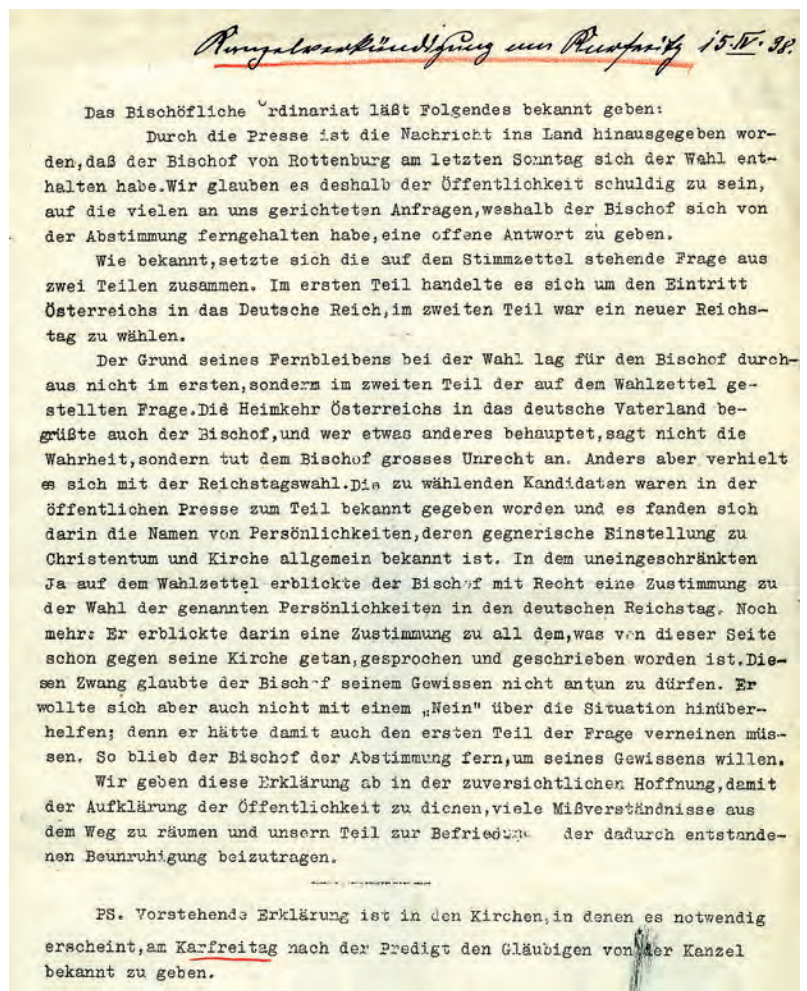 Kanzelverkündigung am Karfreitag 15.IV.38.
Das Bischöfliche Ordinariat läßt Folgendes bekannt geben:
Durch die Presse ist die Nachricht ins Land hinausgegeben wor-
den,daß der Bischof von Rottenburg am letzten Sonntag sich der Wahl ent-
halten habe.Wir glauben es deshalb der Öffentlichkeit schuldig zu sein,
auf die vielen an uns gerichteten Anfragen,weshalb der Bischof sich von
der Abstimmung ferngehalten habe,eine offene Antwort zu geben.
Wie bekannt,setzte sich die auf dem Stimmzettel stehende Frage aus
zwei Teilen zusammen. Im ersten Teil handelte es sich um den Eintritt
Österreichs in das Deutsche Reich,im zweiten Teil war ein neuer Reichs-
tag zu wählen.
Der Grund seines Fernbleibens bei der Wahl lag für den Bischof durch-
aus nicht im ersten,sondern im zweiten Teil der auf dem Wahlzettel ge-
stellten Frage.Die Heimkehr Österreichs in das deutsche Vaterland be-
grüßte auch der Bischof,und wer etwas anderes behauptet,sagt nicht die
Wahrheit,sondern tut dem Bischof grosses Unrecht an. Anders aber verhielt
es sich mit der Reichstagswahl.Die zu wählenden Kandidaten waren in der
öffentlichen Presse zum Teil bekannt gegeben worden und es fanden sich
darin die Namen von Persönlichkeiten,deren gegnerische Einstellung zu
Christentum und Kirche allgemein bekannt ist. In dem uneingeschränkten
Ja auf dem Wahlzettel erblickte der Bischof mit Recht eine Zustimmung zu
der Wahl der genannten Persönlichkeiten in den deutschen Reichstag. Noch
mehr: Er erblickte darin eine Zustimmung zu all dem,was von dieser Seite
schon gegen seine Kirche getan,gesprochen und geschrieben worden ist.Die-
sen Zwang glaubte der Bischof seinem Gewissen nicht antun zu dürfen. Er
wollte sich aber auch nicht mit einem „Nein" über die Situation hinüber-
helfen; denn er hätte damit auch den ersten Teil der Frage verneinen müs-
sen. So blieb der Bischof der Abstimmung fern,um seines Gewissens willen.
Wir geben diese Erklärung ab in der zuversichtlichen Hoffnung,damit
der Aufklärung der Öffentlichkeit zu dienen,viele Mißverständnisse aus
dem Weg zu räumen und unsern Teil zur Befriedung der dadurch entstande-
nen Beunruhigung beizutragen.
PS. Vorstehende Erklärung ist in den Kirchen,in denen es notwendig
erscheint,am Karfreitag nach der Predigt den Gläubigen von der Kanzel
bekannt zu geben.